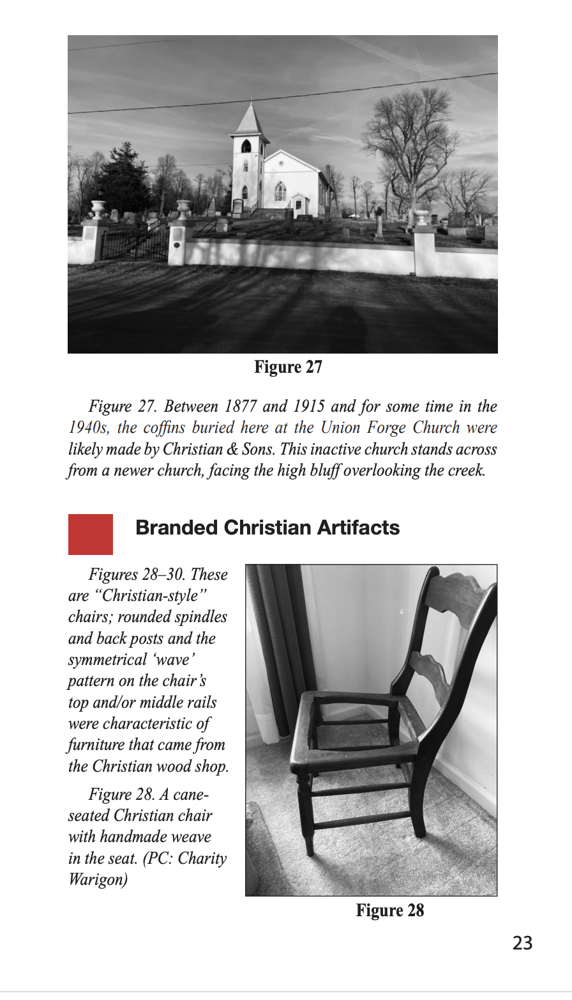 Figure 27
Figure 27. Between 1877 and 1915 and for some time in the
1940s, the coffins buried here at the Union Forge Church were
likely made by Christian & Sons. This inactive church stands across
from a newer church, facing the high bluff overlooking the creek.
Branded Christian Artifacts
Figures 28–30. These
are “Christian-style”
chairs; rounded spindles
and back posts and the
symmetrical ‘wave’
pattern on the chair’s
top and/or middle rails
were characteristic of
furniture that came from
the Christian wood shop.
Figure 28. A cane-
seated Christian chair
with handmade weave
in the seat. (PC: Charity
Warigon)
Figure 28
23